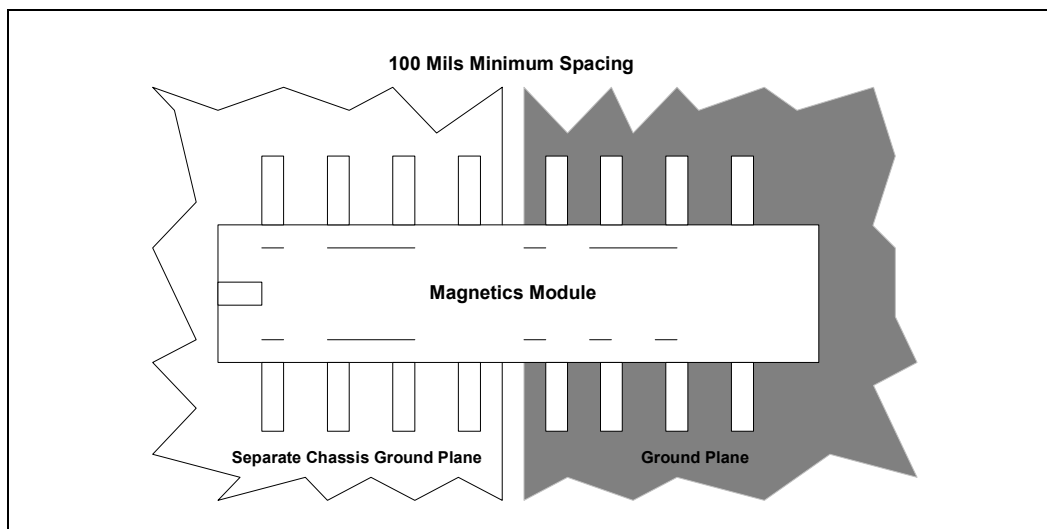 100 Mils Minimum Spacing
Magnetics Module
Separate Chassis Ground Plane
Ground Plane